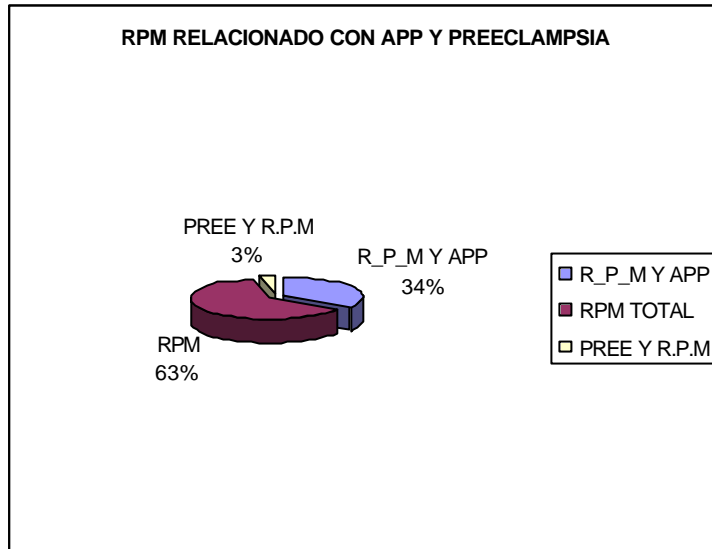 RPM RELACIONADO CON APP Y PREECLAMPSIA
PREE Y R.P.M
3%
R_P_M Y APP
34%
RPM
63%
R_P_M Y APP
RPM TOTAL
PREE Y R.P.M